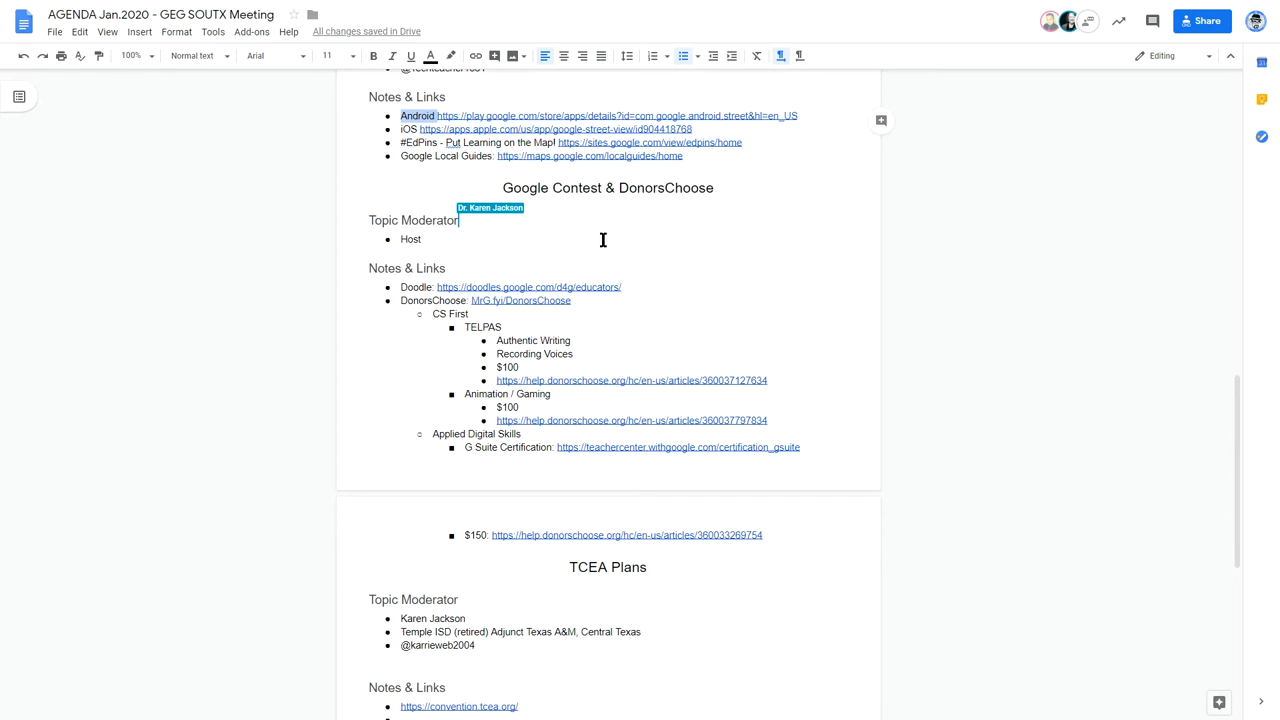 AGENDA Jan.2020 - GEG SOUTX Meeting
File Edit View Insert Format Tools Add-ons Help All changes saved in Drive
Share
100% Normal text Arial 11 Editing
Notes & Links
Android https://play.google.com/store/apps/details?id=com.google.android.street&hl=en_US
iOS https://apps.apple.com/us/app/google-street-view/id904418768
#EdPins - Put Learning on the Map! https://sites.google.com/view/edpins/home
Google Local Guides: https://maps.google.com/localguides/home
Google Contest & DonorsChoose
Dr. Karen Jackson
Topic Moderator
Host
Notes & Links
Doodle: https://doodles.google.com/d4g/educators/
DonorsChoose: MrG.fyi/DonorsChoose
CS First
TELPAS
Authentic Writing
Recording Voices
$100
https://help.donorschoose.org/hc/en-us/articles/360037127634
Animation / Gaming
$100
https://help.donorschoose.org/hc/en-us/articles/360037797834
Applied Digital Skills
G Suite Certification: https://teachercenter.withgoogle.com/certification_gsuite
$150: https://help.donorschoose.org/hc/en-us/articles/360033269754
TCEA Plans
Topic Moderator
Karen Jackson
Temple ISD (retired) Adjunct Texas A&M, Central Texas
@karrieweb2004
Notes & Links
https://convention.tcea.org/